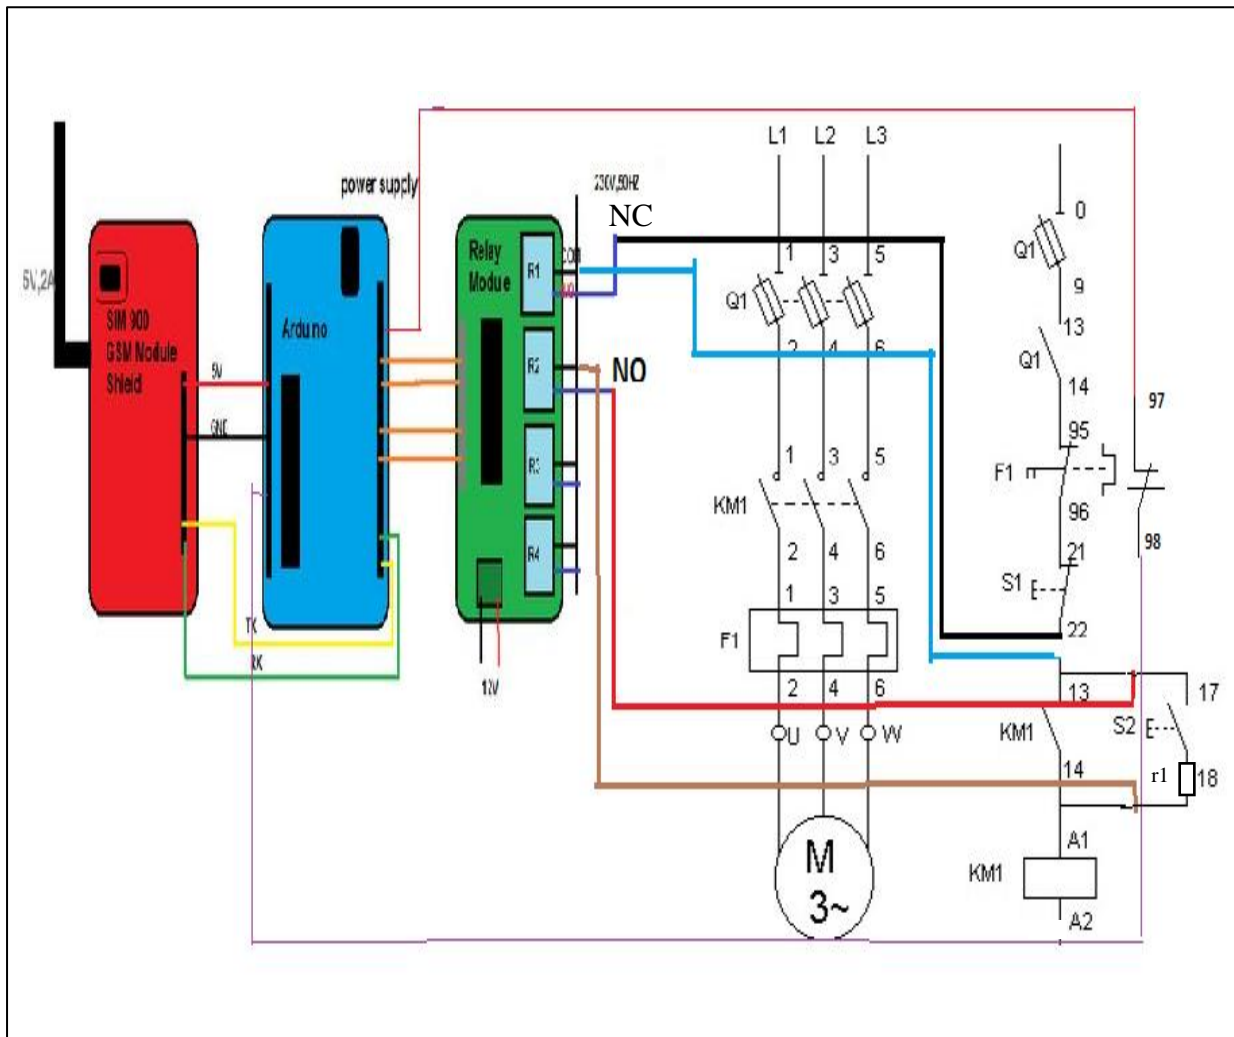 L1 L2 L3
power supply
230V,50HZ
NC
0
Q1
9
5V,2A
SIM 900
GSM Module
Shield
Arduino
Relay
Module
R1
COM
NO
1 3 5
Q1
2 4 6
13
Q1
14
5V
R2
NO
97
95
F1
96
98
GND
R3
1 3 5
KM1
2 4 6
21
S1
22
R4
1 3 5
F1
2 4 6
TX
RX
12V
U V W
13
KM1
14
17
S2
r1
18
M
3~
A1
KM1
A2